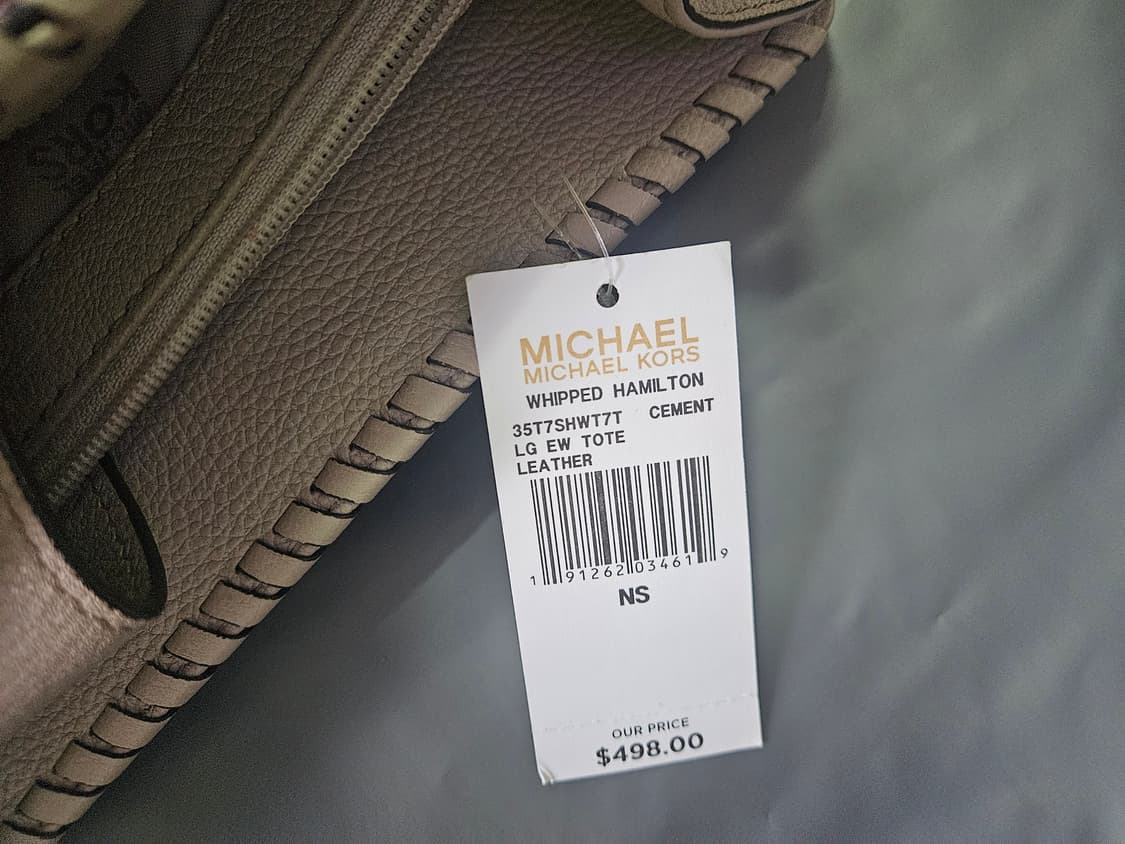 MICHAEL
MICHAEL KORS
WHIPPED HAMILTON
35T7SHWT7T CEMENT
LG EW TOTE
LEATHER
1 91262 03461 9
NS
OUR PRICE
$498.00
KORS